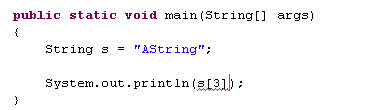 public static void main(String[] args)
{
String s = "AString";
System.out.println(s[3]);
}